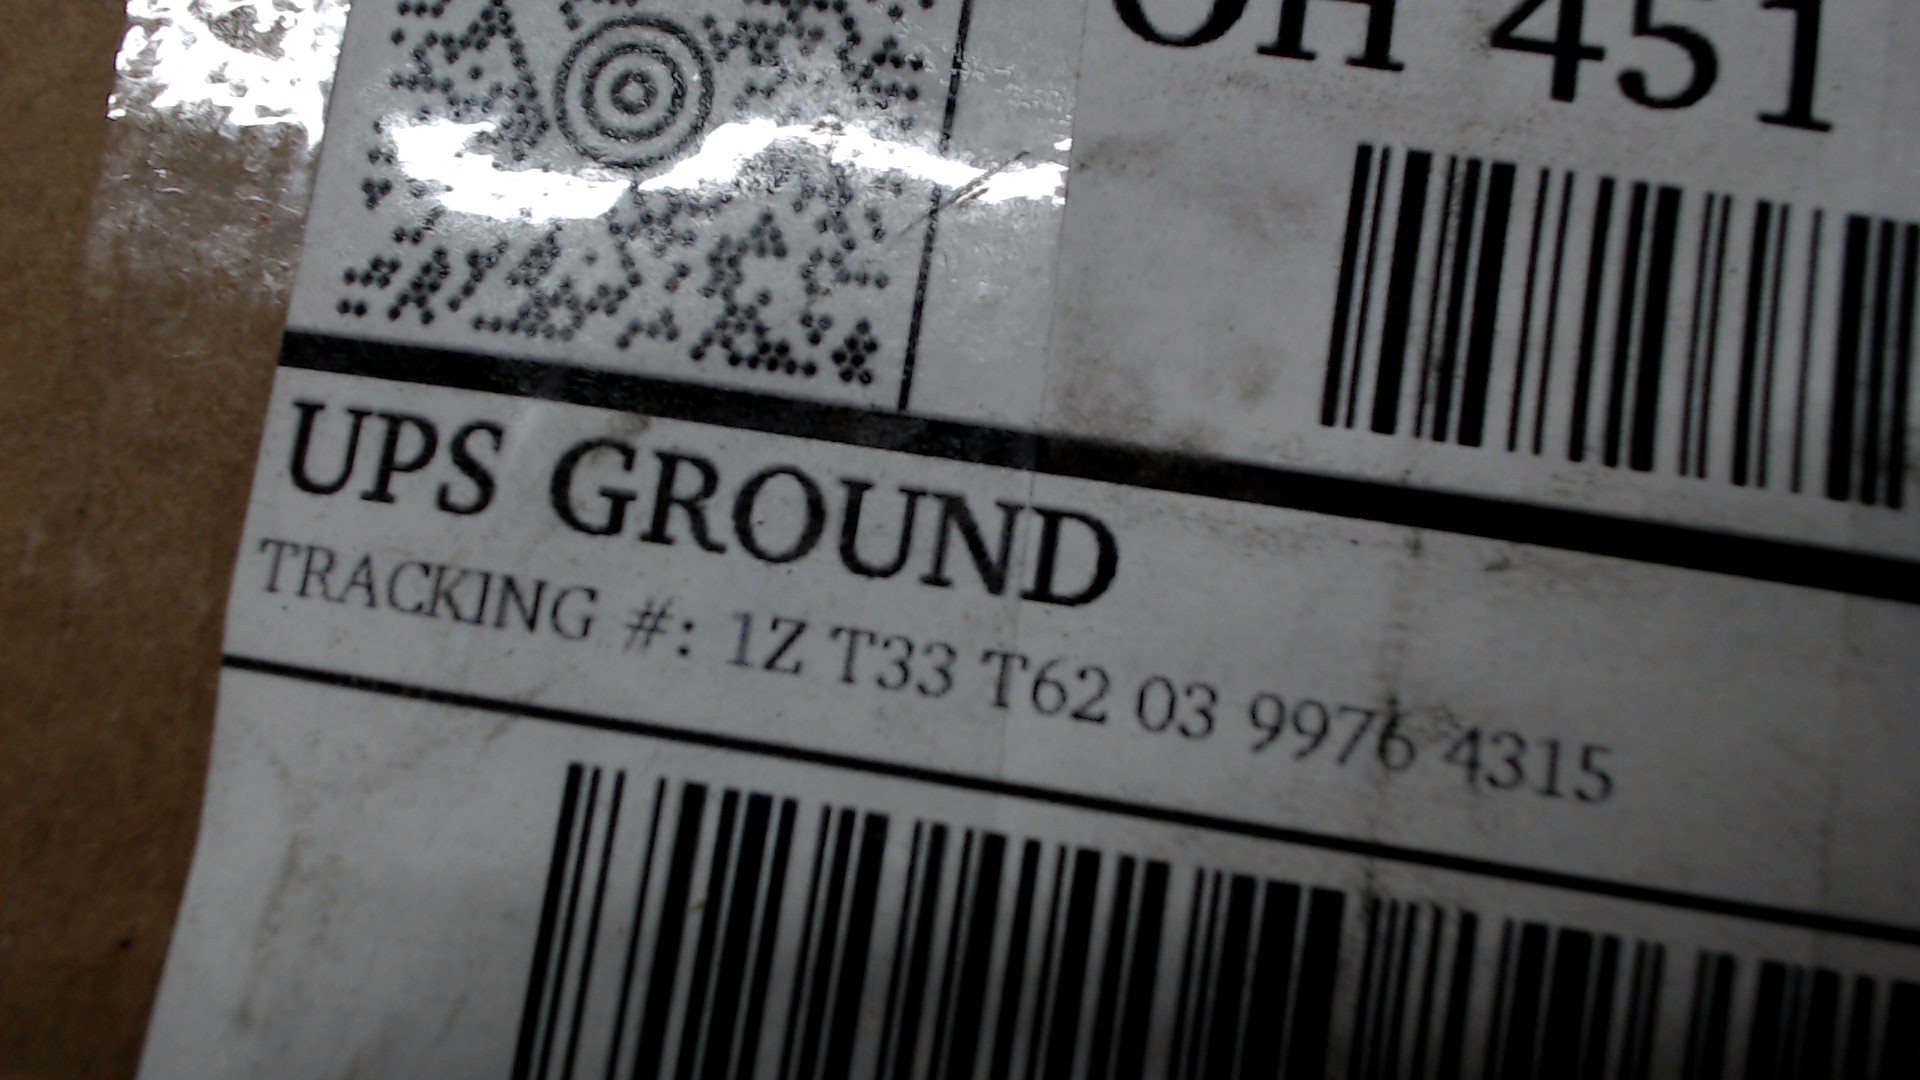 OH 451
UPS GROUND
TRACKING #: 1Z T33 T62 03 9976 4315